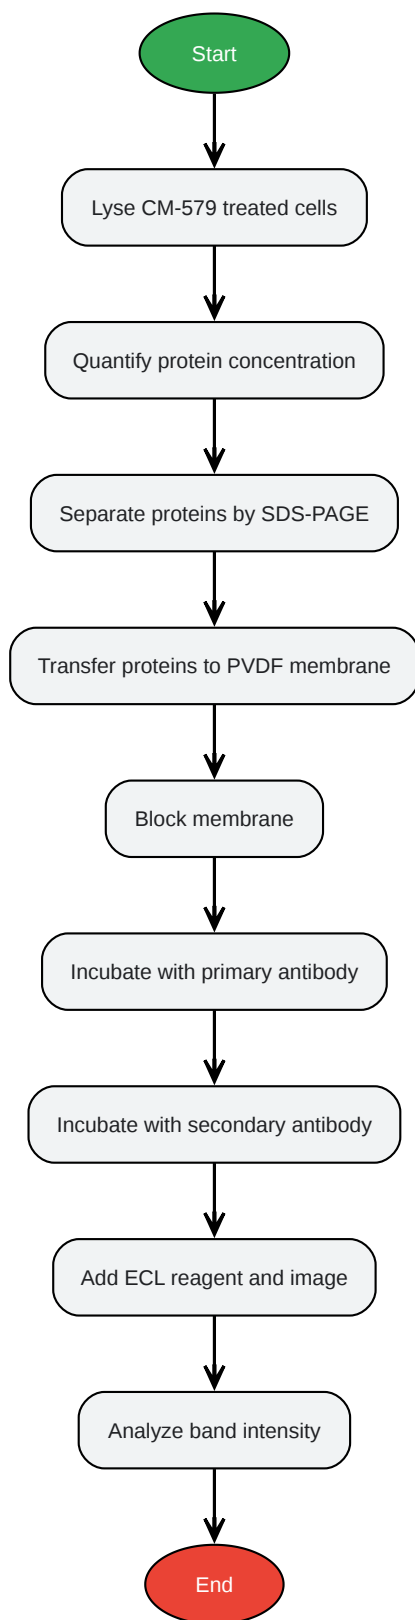 Start
Lyse CM-579 treated cells
Quantify protein concentration
Separate proteins by SDS-PAGE
Transfer proteins to PVDF membrane
Block membrane
Incubate with primary antibody
Incubate with secondary antibody
Add ECL reagent and image
Analyze band intensity
End